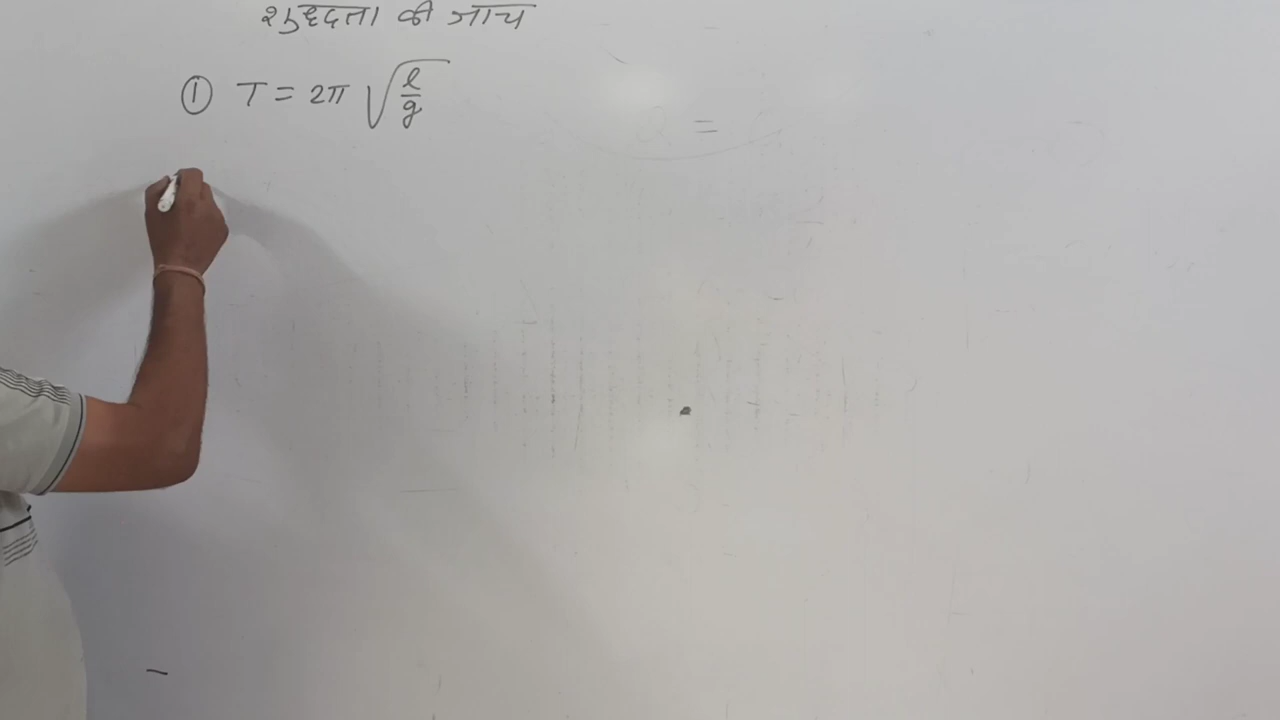 शुद्धता की जांच
① T = 2π √(l/g)
=